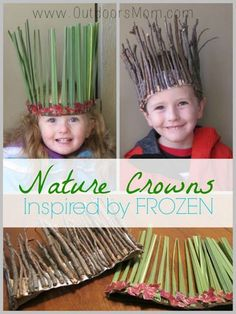 www.OutdoorsMom.com
Nature Crowns
Inspired by FROZEN